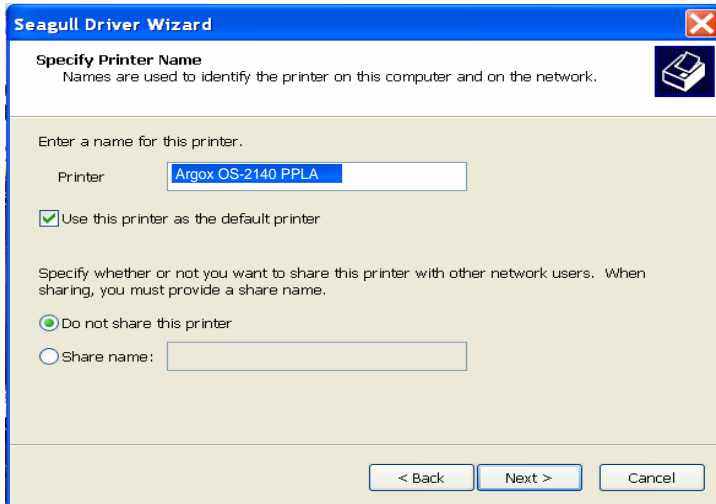 Seagull Driver Wizard
Specify Printer Name
Names are used to identify the printer on this computer and on the network.
Enter a name for this printer.
Printer
Argox OS-2140 PPLA
Use this printer as the default printer
Specify whether or not you want to share this printer with other network users. When
sharing, you must provide a share name.
Do not share this printer
Share name:
< Back
Next >
Cancel